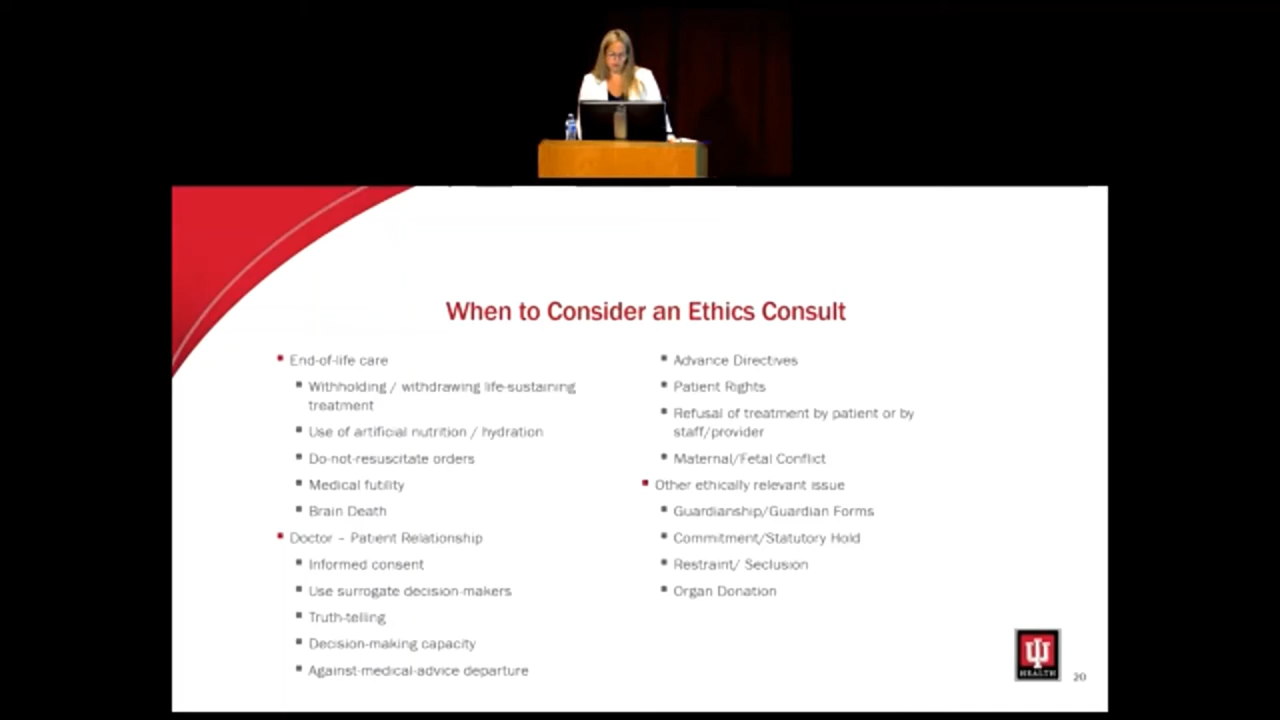 When to Consider an Ethics Consult
End-of-life care
Withholding / withdrawing life-sustaining
treatment
Use of artificial nutrition / hydration
Do-not-resuscitate orders
Medical futility
Brain Death
Doctor – Patient Relationship
Informed consent
Use surrogate decision-makers
Truth-telling
Decision-making capacity
Against-medical-advice departure
Advance Directives
Patient Rights
Refusal of treatment by patient or by
staff/provider
Maternal/Fetal Conflict
Other ethically relevant issue
Guardianship/Guardian Forms
Commitment/Statutory Hold
Restraint/ Seclusion
Organ Donation
IU
HEALTH
20